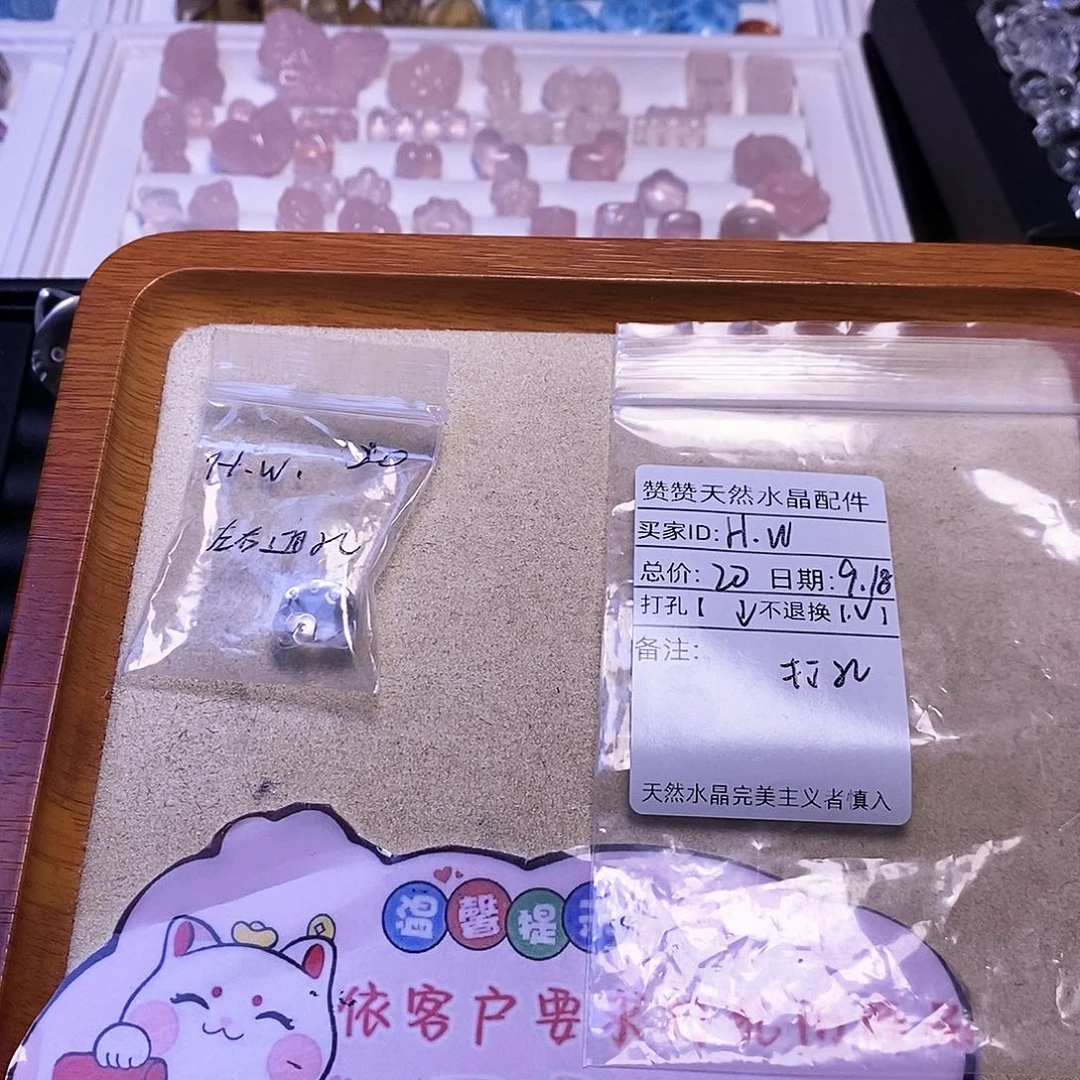 H.W. 20
左右通孔
赞赞天然水晶配件
买家ID: H.W
总价: 20 日期: 9.18
打孔【 √不退换【.√】
备注:
打孔
天然水晶完美主义者慎入
温馨提示
依客户要求打孔